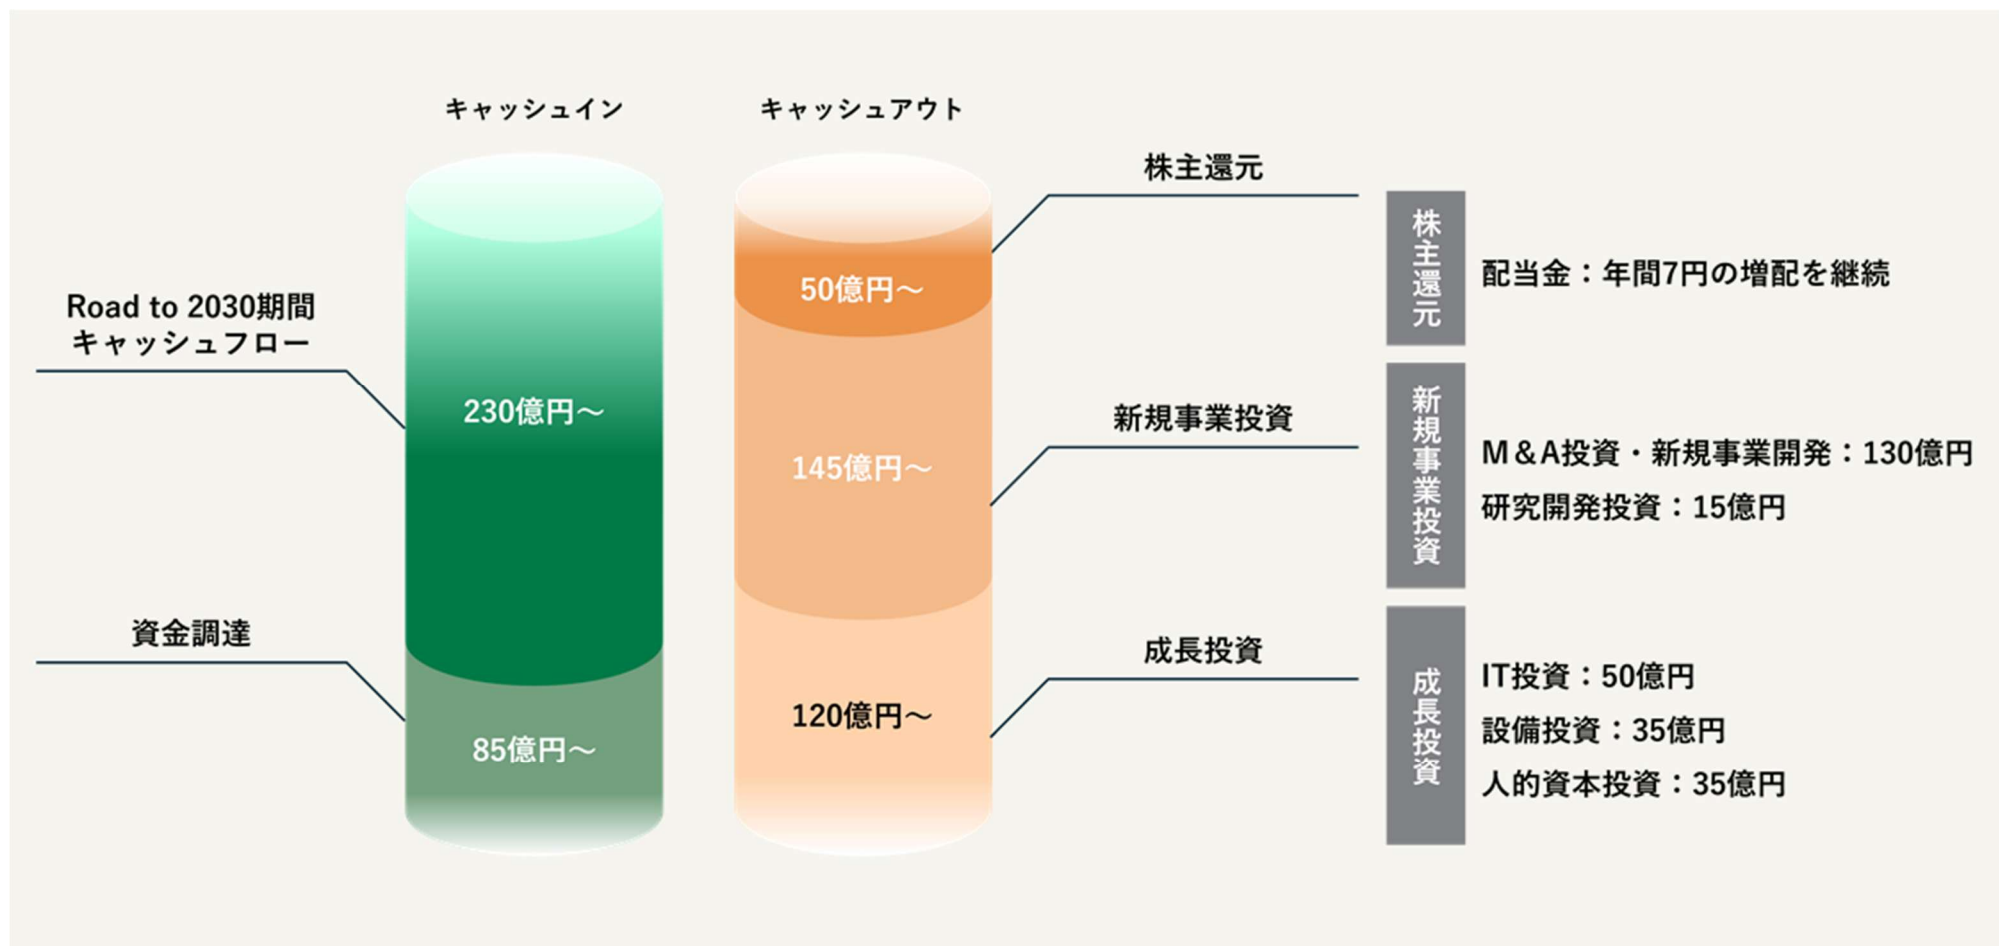 キャッシュイン
キャッシュアウト
Road to 2030期間
キャッシュフロー
230億円～
資金調達
85億円～
50億円～
145億円～
120億円～
株主還元
新規事業投資
成長投資
株主還元
配当金：年間7円の増配を継続
新規事業投資
M＆A投資・新規事業開発：130億円
研究開発投資：15億円
成長投資
IT投資：50億円
設備投資：35億円
人的資本投資：35億円